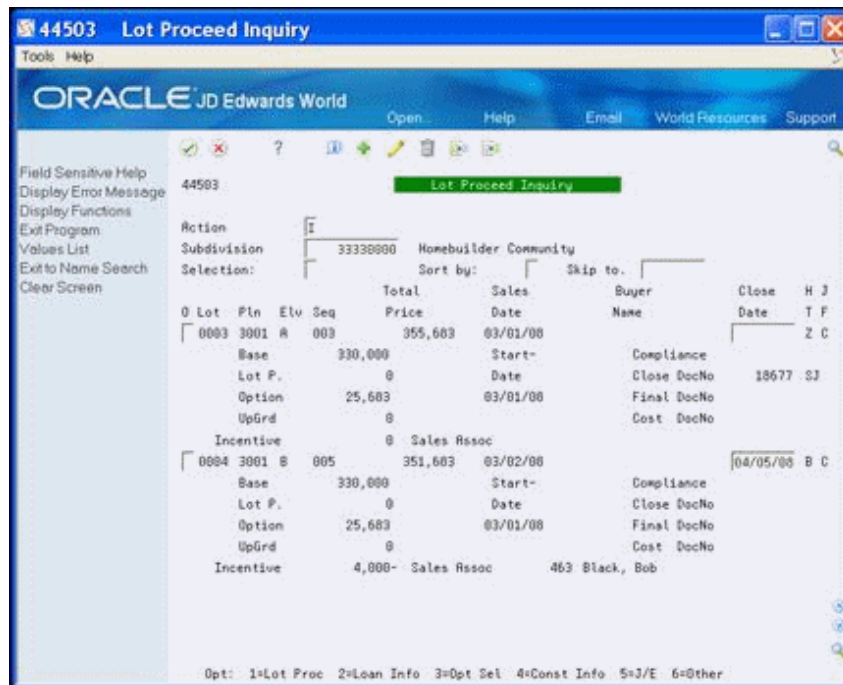 44503 Lot Proceed Inquiry
Tools Help
ORACLE JD Edwards World
Open... Help Email World Resources Support
?
Field Sensitive Help
Display Error Message
Display Functions
Exit Program
Values List
Exit to Name Search
Clear Screen
44503 Lot Proceed Inquiry
Action I
Subdivision 33330000 Homebuilder Community
Selection: Sort by: Skip to.
Total Sales Buyer Close H J
O Lot Pln Elv Seq Price Date Name Date T F
0003 3001 A 003 355,683 03/01/08 Z C
Base 330,000 Start- Compliance
Lot P. 0 Date Close DocNo 18677 SJ
Option 25,683 03/01/08 Final DocNo
UpGrd 0 Cost DocNo
Incentive 0 Sales Assoc
0004 3001 B 005 351,683 03/02/08 04/05/08 B C
Base 330,000 Start- Compliance
Lot P. 0 Date Close DocNo
Option 25,683 03/01/08 Final DocNo
UpGrd 0 Cost DocNo
Incentive 4,000- Sales Assoc 463 Black, Bob
Opt: 1=Lot Proc 2=Loan Info 3=Opt Sel 4=Const Info 5=J/E 6=Other